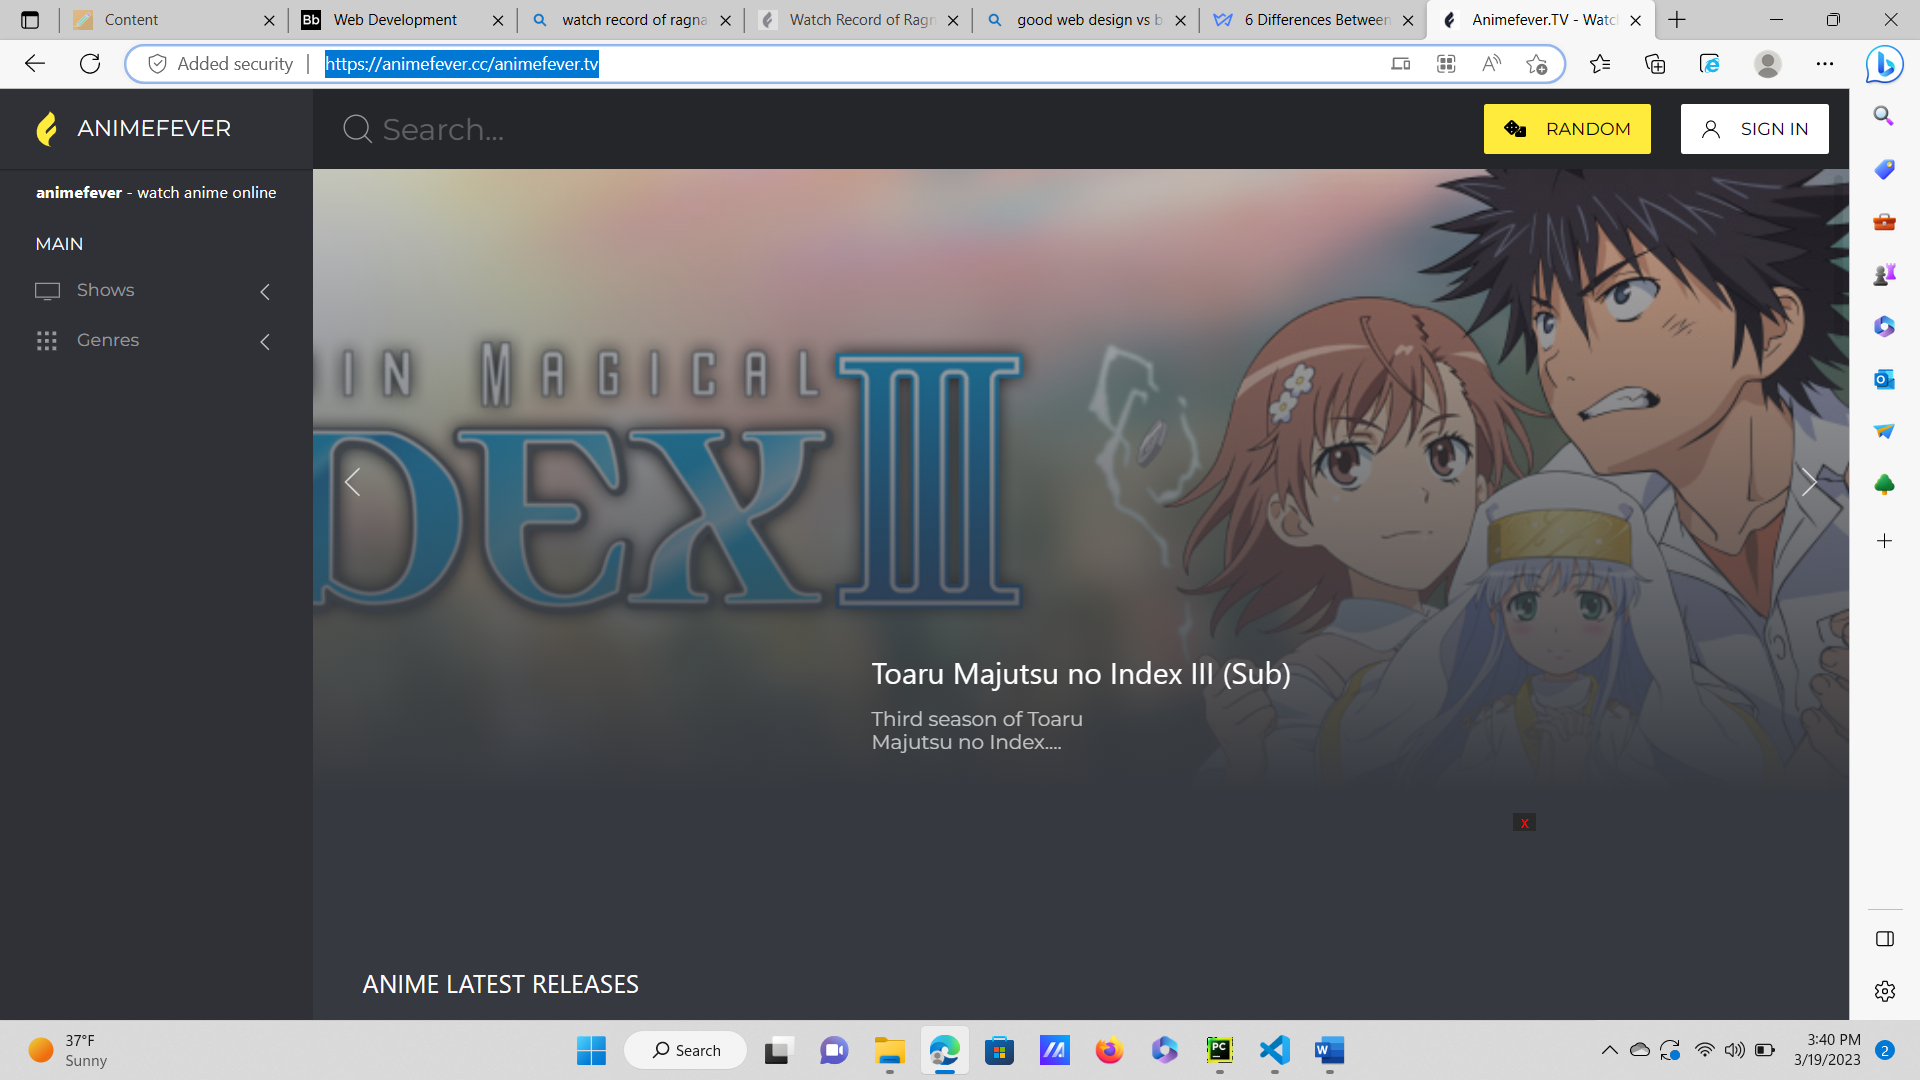 Content
Web Development
watch record of ragna
Watch Record of Ragn
good web design vs b
6 Differences Between
Animefever.TV - Watc
Added security
https://animefever.cc/animefever.tv
ANIMEFEVER
Search...
RANDOM
SIGN IN
animefever - watch anime online
MAIN
Shows
Genres
IN MAGICAL
DEX III
Toaru Majutsu no Index III (Sub)
Third season of Toaru
Majutsu no Index....
x
ANIME LATEST RELEASES
37°F
Sunny
Search
3:40 PM
3/19/2023
2